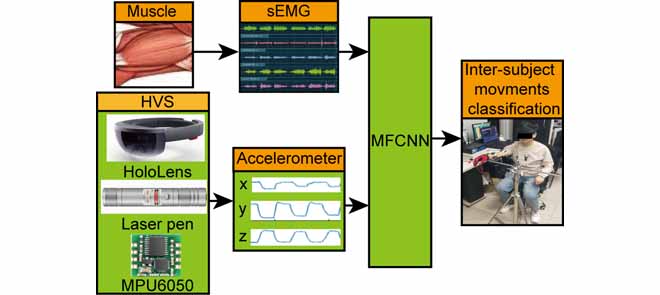 Muscle
sEMG
HVS
HoloLens
Laser pen
MPU6050
Accelerometer
x
y
z
MFCNN
Inter-subject
movments
classification